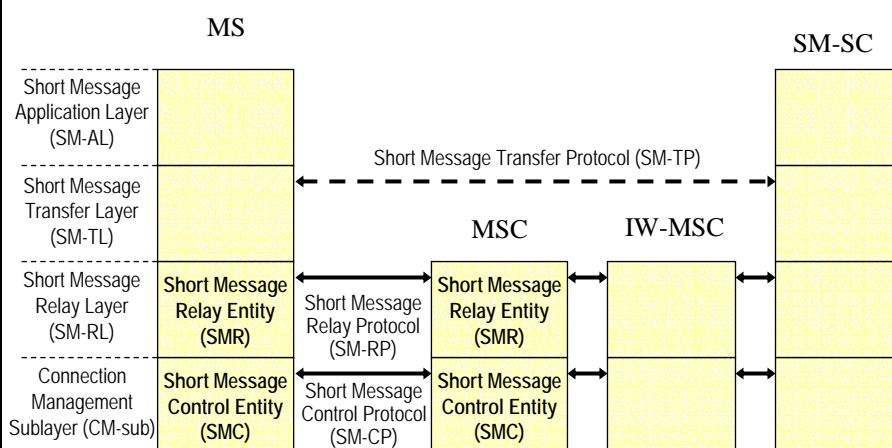 MS
SM-SC
Short Message
Application Layer
(SM-AL)
Short Message Transfer Protocol (SM-TP)
Short Message
Transfer Layer
(SM-TL)
MSC
IW-MSC
Short Message
Relay Layer
(SM-RL)
Short Message
Relay Entity
(SMR)
Short Message
Relay Protocol
(SM-RP)
Short Message
Relay Entity
(SMR)
Connection
Management
Sublayer (CM-sub)
Short Message
Control Entity
(SMC)
Short Message
Control Protocol
(SM-CP)
Short Message
Control Entity
(SMC)